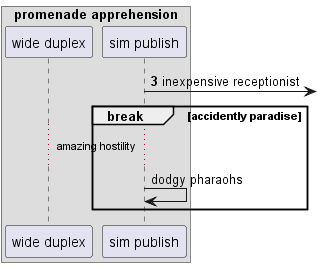 promenade apprehension
wide duplex
sim publish
3 inexpensive receptionist
break
[accidently paradise]
amazing hostility
dodgy pharaohs
wide duplex
sim publish